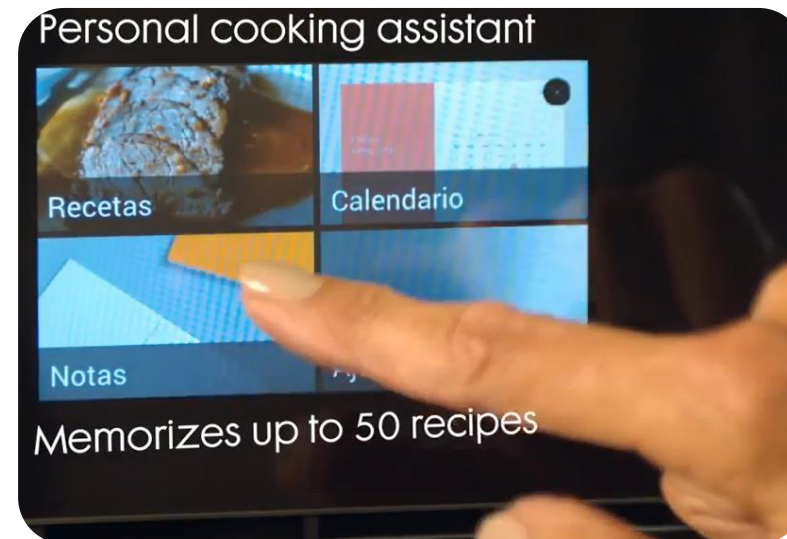 Personal cooking assistant
Recetas
Calendario
Notas
Memorizes up to 50 recipes